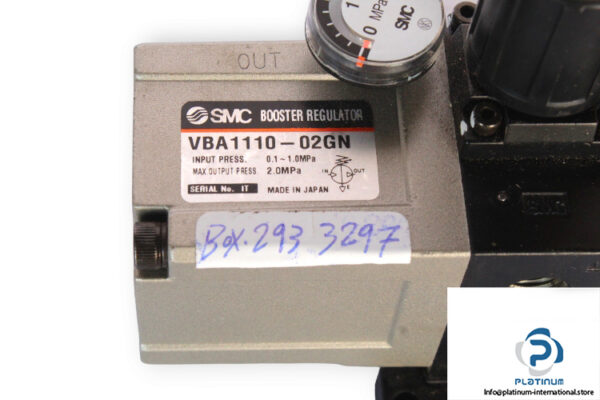 1
0 MPa
SMC
OUT
SMC BOOSTER REGULATOR
VBA1110-02GN
INPUT PRESS. 0.1~1.0MPa
MAX OUTPUT PRESS. 2.0MPa
IN OUT
E
SERIAL No. IT MADE IN JAPAN
Box.293 3297
SMC
PLATINUM
Info@platinum-international.store